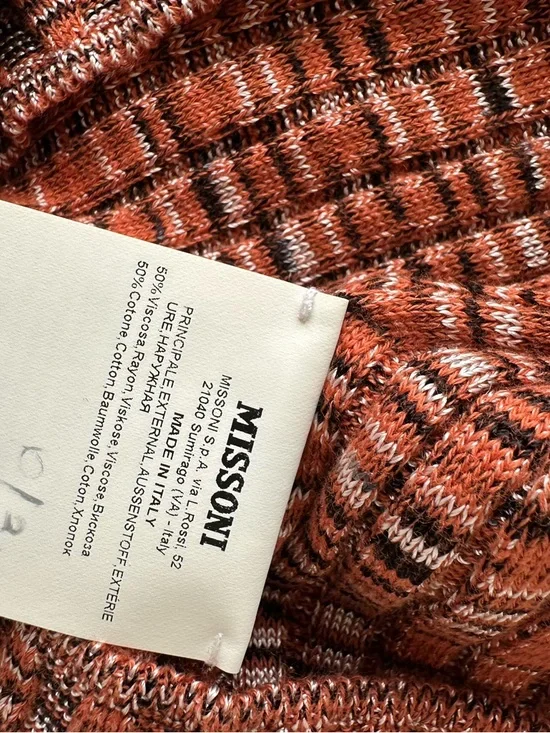 MISSONI
MISSONI S.p.A. via L.Rossi, 52
21040 Sumirago (VA) - Italy
MADE IN ITALY
PRINCIPALE,EXTERNAL,AUSSENSTOFF,EXTÉRIE
URE,НАРУЖНАЯ
50%Viscosa,Rayon,Viskose,Viscose,Вискоза
50%Cotone,Cotton,Baumwolle,Coton,Хлопок